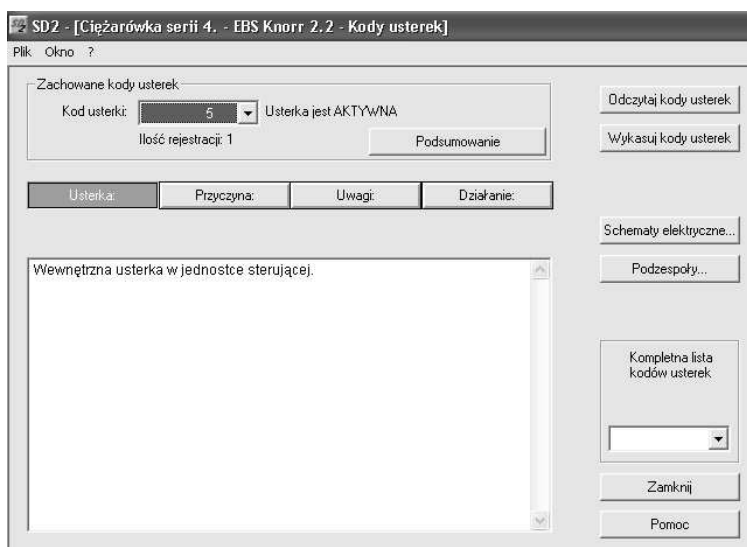 SD2 - [Ciężarówka serii 4. - EBS Knorr 2.2 - Kody usterek]
Plik Okno ?
Zachowane kody usterek
Kod usterki: 5 Usterka jest AKTYWNA
Ilość rejestracji: 1
Podsumowanie
Odczytaj kody usterek
Wykasuj kody usterek
Usterka: Przyczyna: Uwagi: Działanie:
Schematy elektryczne...
Podzespoły...
Wewnętrzna usterka w jednostce sterującej.
Kompletna lista
kodów usterek
Zamknij
Pomoc